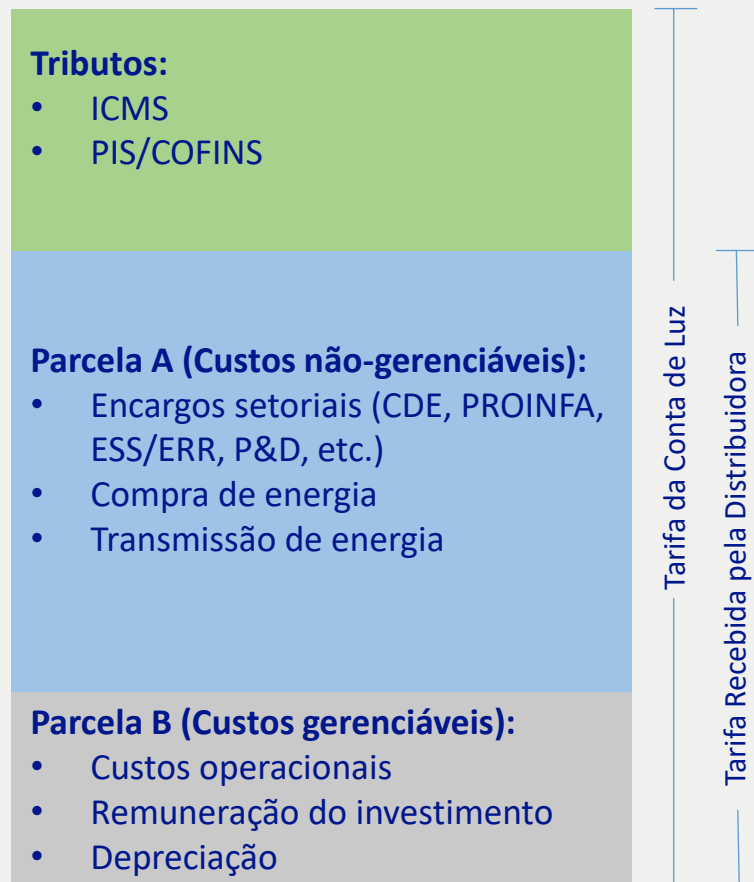 Tributos:
• ICMS
• PIS/COFINS
Parcela A (Custos não-gerenciáveis):
• Encargos setoriais (CDE, PROINFA,
ESS/ERR, P&D, etc.)
• Compra de energia
• Transmissão de energia
Parcela B (Custos gerenciáveis):
• Custos operacionais
• Remuneração do investimento
• Depreciação
Tarifa da Conta de Luz
Tarifa Recebida pela Distribuidora